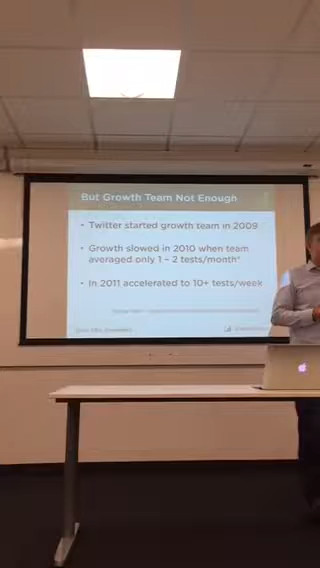 But Growth Team Not Enough
• Twitter started growth team in 2009
• Growth slowed in 2010 when team
averaged only 1 – 2 tests/month*
• In 2011 accelerated to 10+ tests/week